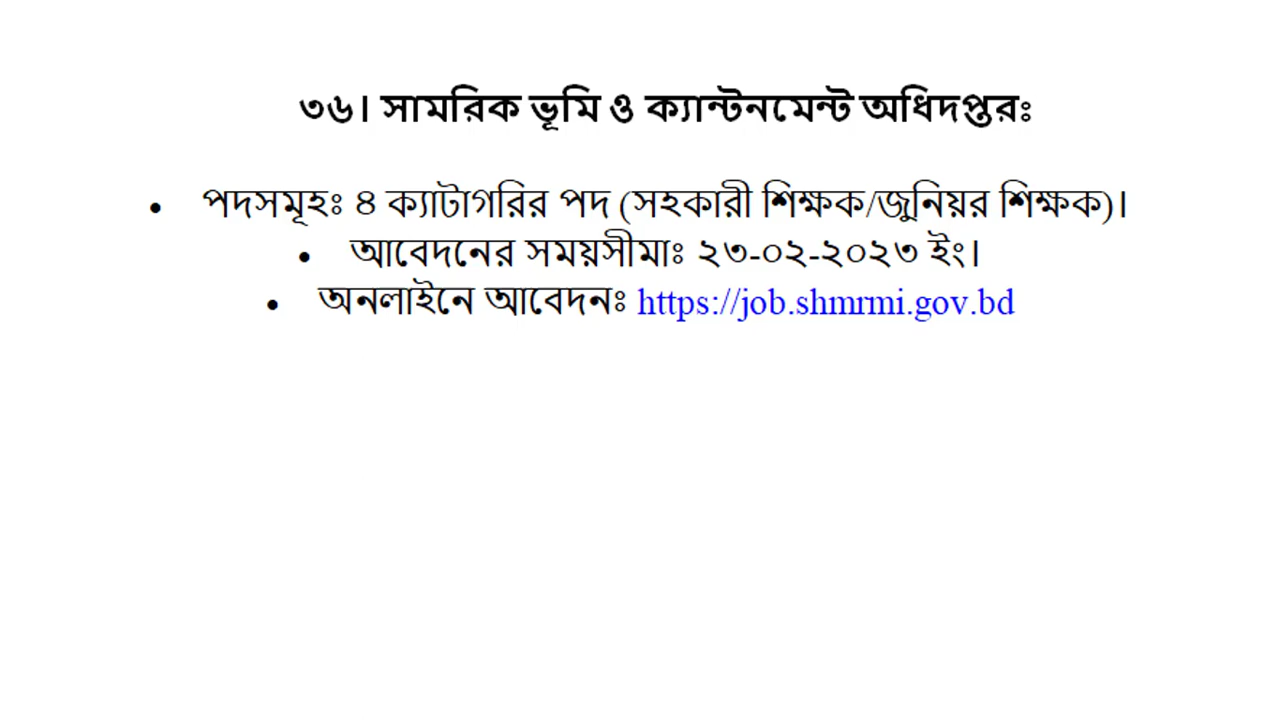 ৩৬। সামরিক ভূমি ও ক্যান্টনমেন্ট অধিদপ্তরঃ
• পদসমূহঃ ৪ ক্যাটাগরির পদ (সহকারী শিক্ষক/জুনিয়র শিক্ষক)।
• আবেদনের সময়সীমাঃ ২৩-০২-২০২৩ ইং।
• অনলাইনে আবেদনঃ https://job.shmrmi.gov.bd